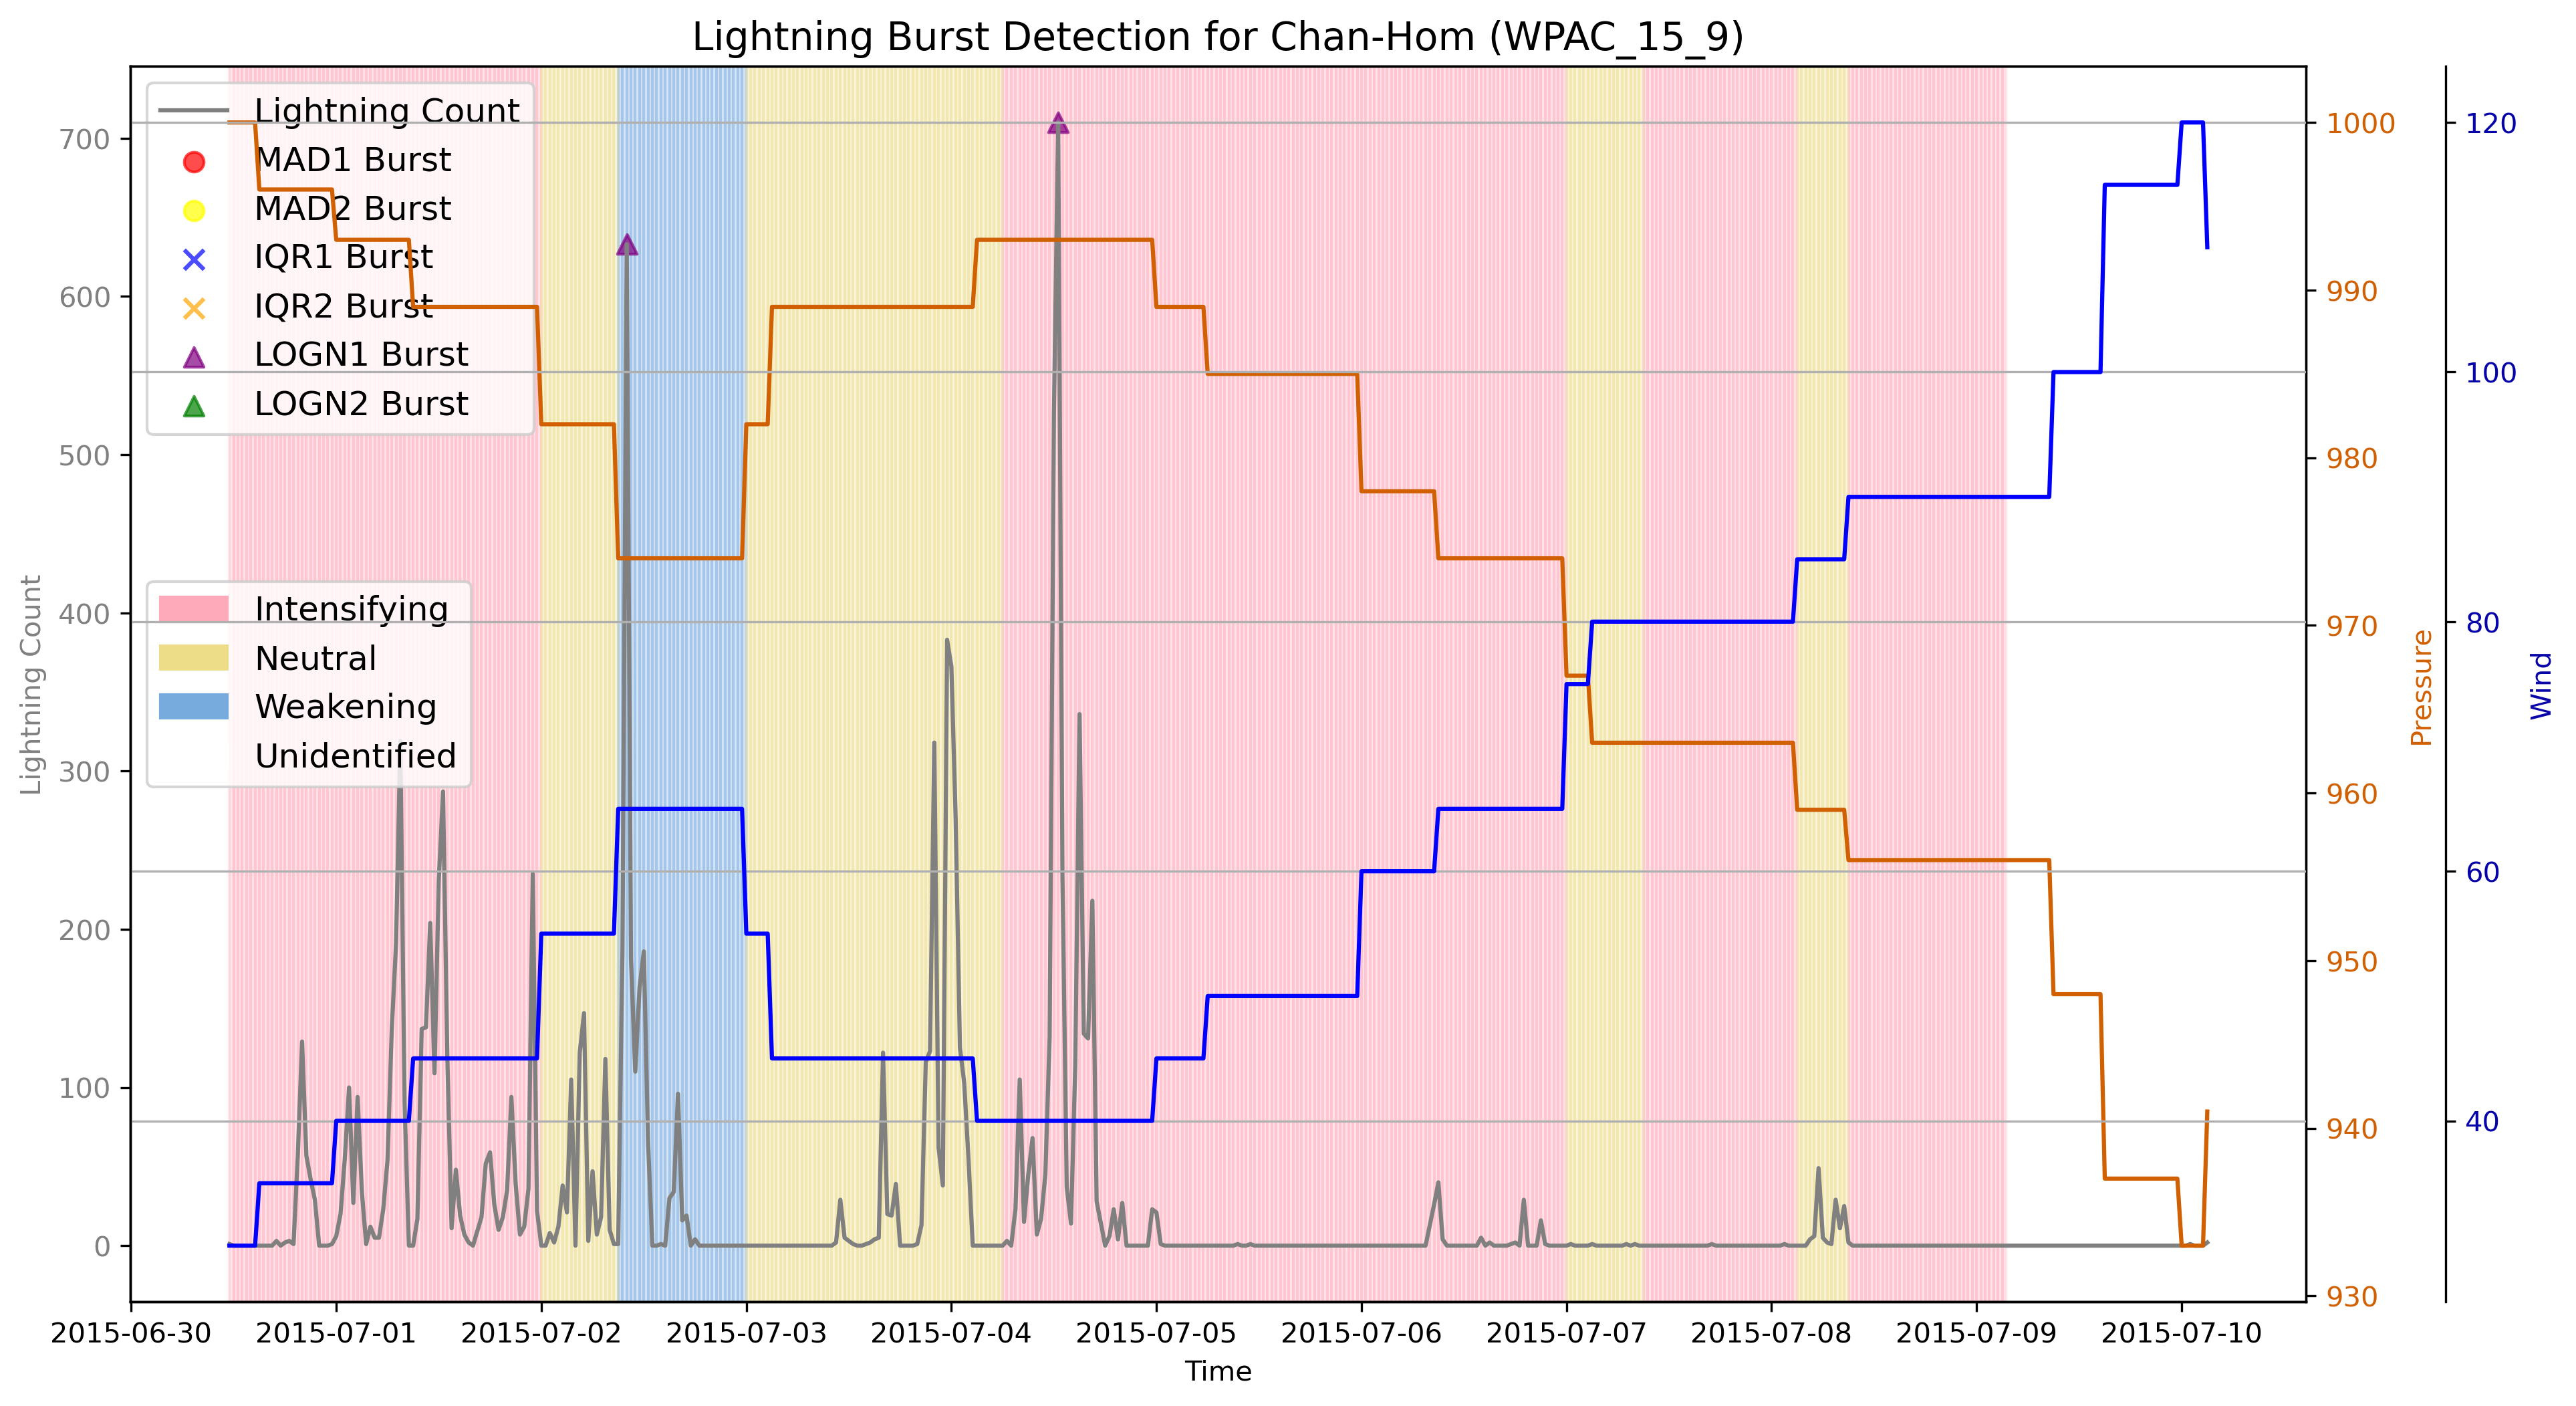 Lightning Burst Detection for Chan-Hom (WPAC_15_9)
Lightning Count
MAD1 Burst
MAD2 Burst
IQR1 Burst
IQR2 Burst
LOGN1 Burst
LOGN2 Burst
Intensifying
Neutral
Weakening
Unidentified
Lightning Count
700
600
500
400
300
200
100
0
1000
990
980
970
960
950
940
930
Pressure
120
100
80
60
40
Wind
2015-06-30 2015-07-01 2015-07-02 2015-07-03 2015-07-04 2015-07-05 2015-07-06 2015-07-07 2015-07-08 2015-07-09 2015-07-10
Time